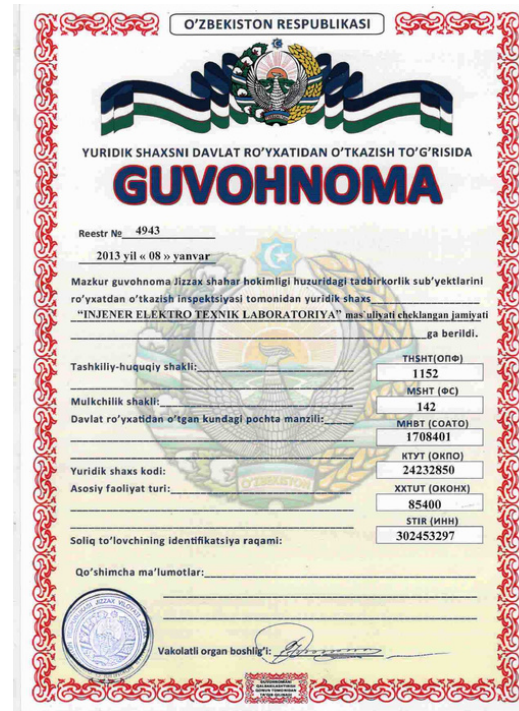 O'ZBEKISTON RESPUBLIKASI
YURIDIK SHAXSNI DAVLAT RO'YXATIDAN O'TKAZISH TO'G'RISIDA
GUVOHNOMA
Reestr № 4943
2013 yil « 08 » yanvar
Mazkur guvohnoma Jizzax shahar hokimligi huzuridagi tadbirkorlik sub'yektlarini
ro'yxatdan o'tkazish inspektsiyasi tomonidan yuridik shaxs
“INJENER ELEKTRO TEXNIK LABORATORIYA” mas`uliyati cheklangan jamiyati
ga berildi.
THSHT(ОПФ)
Tashkiliy-huquqiy shakli:
1152
MSHT (ФС)
Mulkchilik shakli:
142
Davlat ro'yxatidan o'tgan kundagi pochta manzili:
MHBT (СОАТО)
1708401
КТУТ (ОКПО)
Yuridik shaxs kodi:
24232850
Asosiy faoliyat turi:
XXTUT (ОКОНХ)
85400
STIR (ИНН)
Soliq to'lovchining identifikatsiya raqami:
302453297
Qo'shimcha ma'lumotlar:
Vakolatli organ boshlig'i:
O'ZBEKISTON